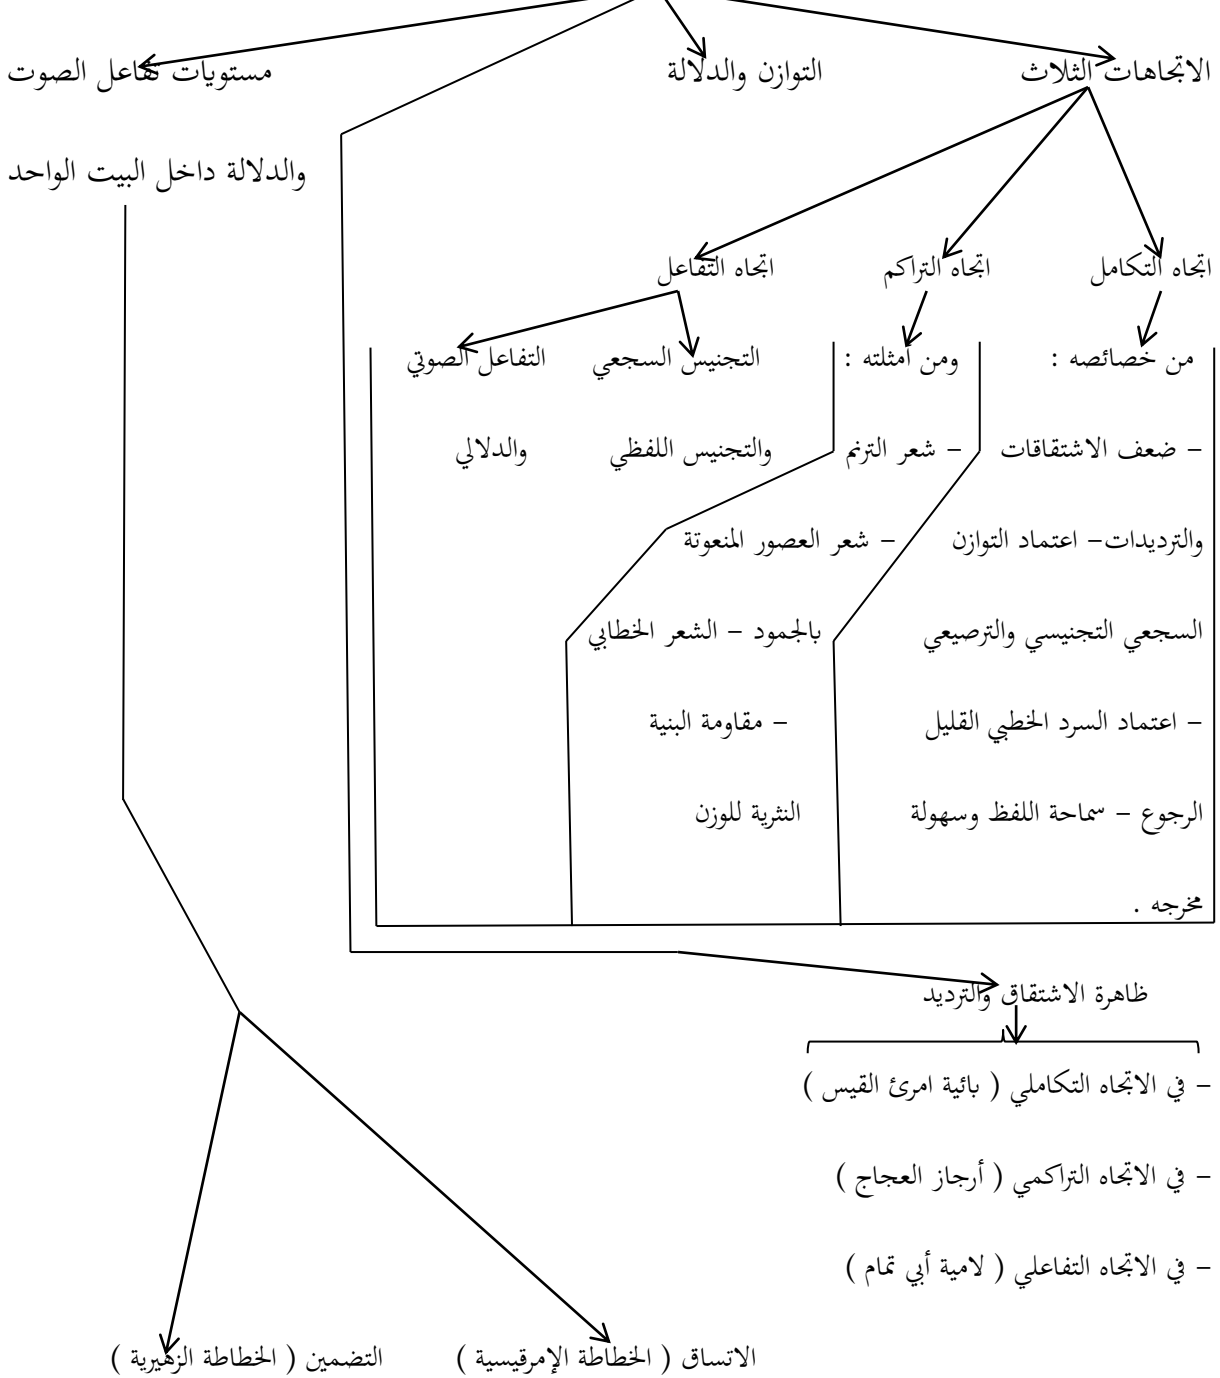 الاتجاهات الثلاث
التوازن والدلالة
مستويات تفاعل الصوت
والدلالة داخل البيت الواحد
اتجاه التكامل
اتجاه التراكم
اتجاه التفاعل
من خصائصه :
– ضعف الاشتقاقات
والترديدات– اعتماد التوازن
السجعي التجنيسي والترصيعي
– اعتماد السرد الخطبي القليل
الرجوع – سماحة اللفظ وسهولة
مخرجه .
ومن أمثلته :
– شعر الترنم
– شعر العصور المنعوتة
بالجمود – الشعر الخطابي
– مقاومة البنية
النثرية للوزن
التجنيس السجعي
والتجنيس اللفظي
التفاعل الصوتي
والدلالي
ظاهرة الاشتقاق والترديد
– في الاتجاه التكاملي ( بائية امرئ القيس )
– في الاتجاه التراكمي ( أرجاز العجاج )
– في الاتجاه التفاعلي ( لامية أبي تمام )
الاتساق ( الخطاطة الإمرقيسية )
التضمين ( الخطاطة الزهيرية )